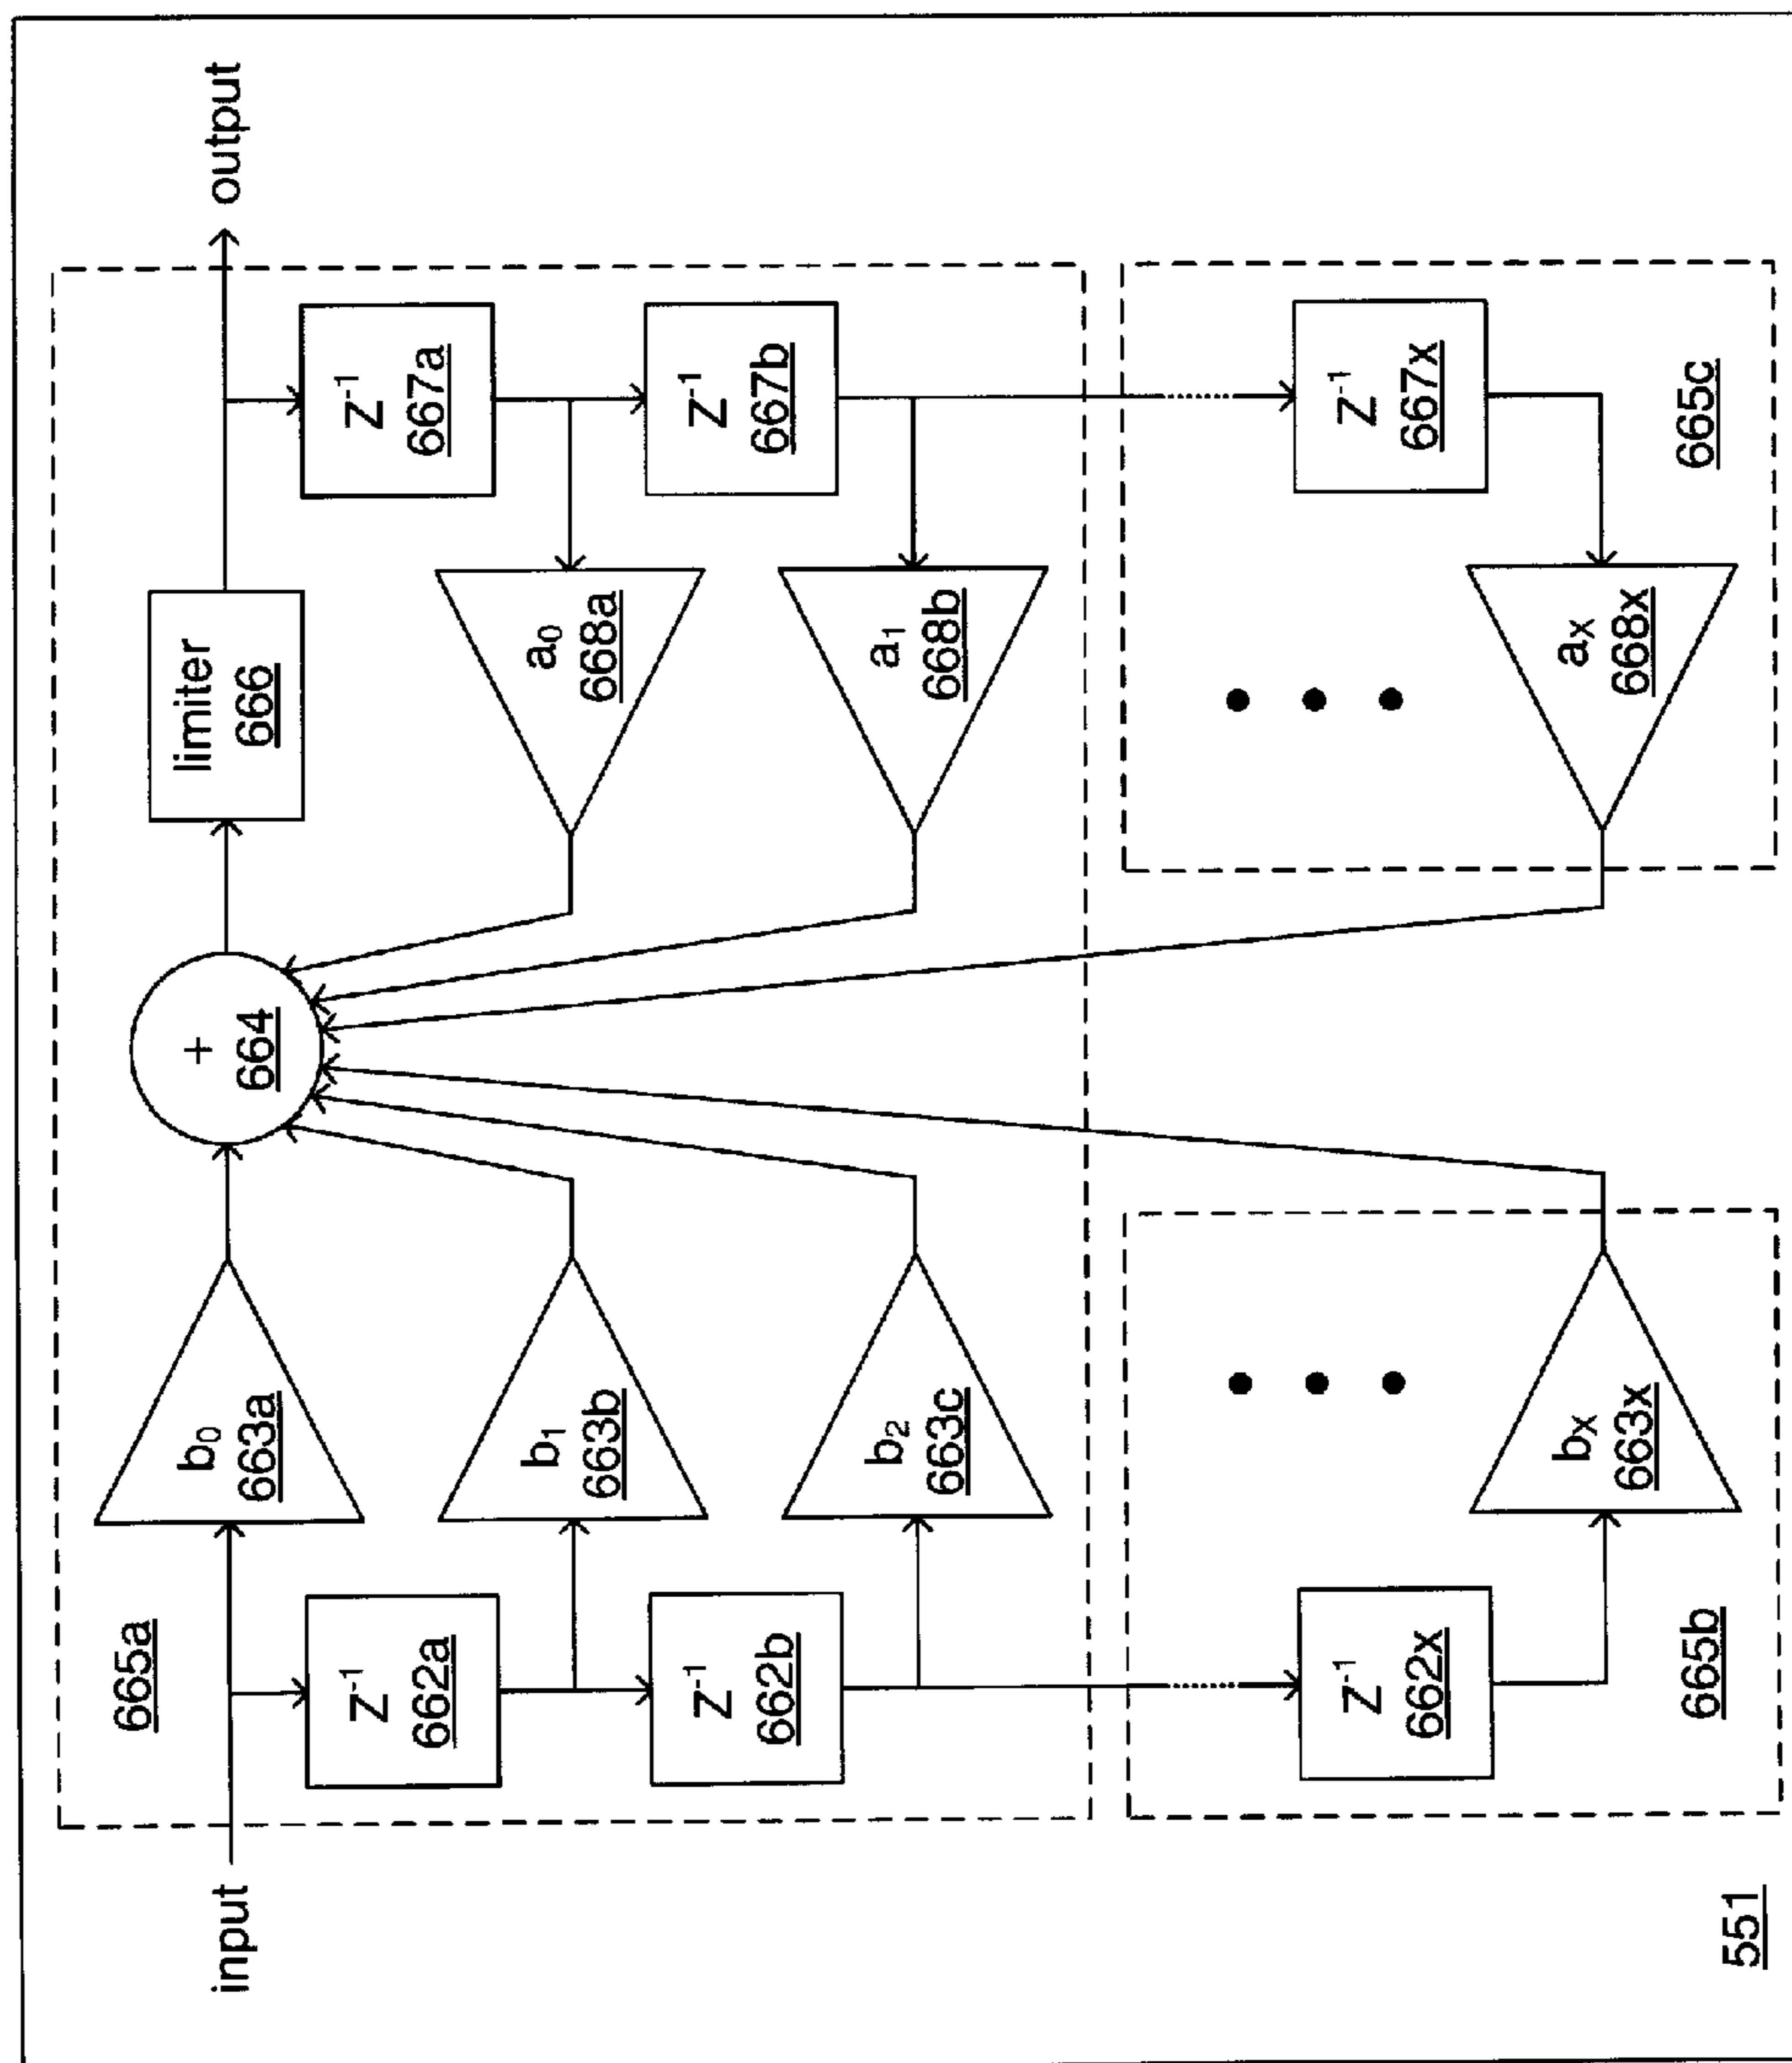 input
output
665a
b0
663a
+
664
limiter
666
Z-1
662a
b1
663b
a0
668a
Z-1
667a
Z-1
662b
b2
663c
a1
668b
Z-1
667b
Z-1
662x
bX
663x
665b
aX
668x
Z-1
667x
665c
551